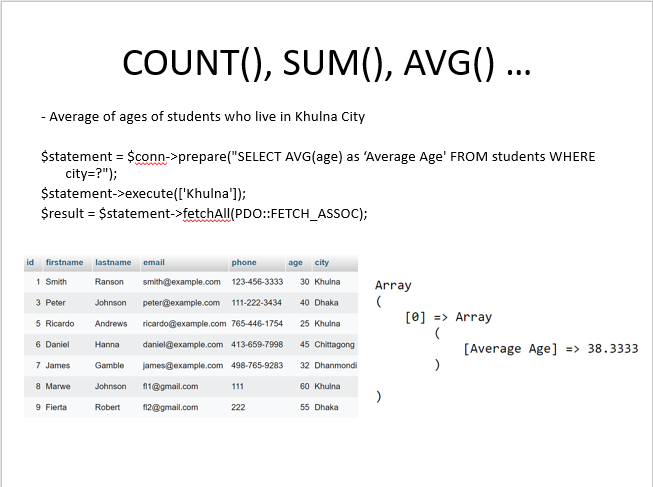 COUNT(), SUM(), AVG() …
- Average of ages of students who live in Khulna City
$statement = $conn->prepare("SELECT AVG(age) as ‘Average Age' FROM students WHERE
city=?");
$statement->execute(['Khulna']);
$result = $statement->fetchAll(PDO::FETCH_ASSOC);
id firstname lastname email phone age city
1 Smith Ranson smith@example.com 123-456-3333 30 Khulna
3 Peter Johnson peter@example.com 111-222-3434 40 Dhaka
5 Ricardo Andrews ricardo@example.com 765-446-1754 25 Khulna
6 Daniel Hanna daniel@example.com 413-659-7998 45 Chittagong
7 James Gamble james@example.com 498-765-9283 32 Dhanmondi
8 Marwe Johnson fl1@gmail.com 111 60 Khulna
9 Fierta Robert fl2@gmail.com 222 55 Dhaka
Array
(
[0] => Array
(
[Average Age] => 38.3333
)
)